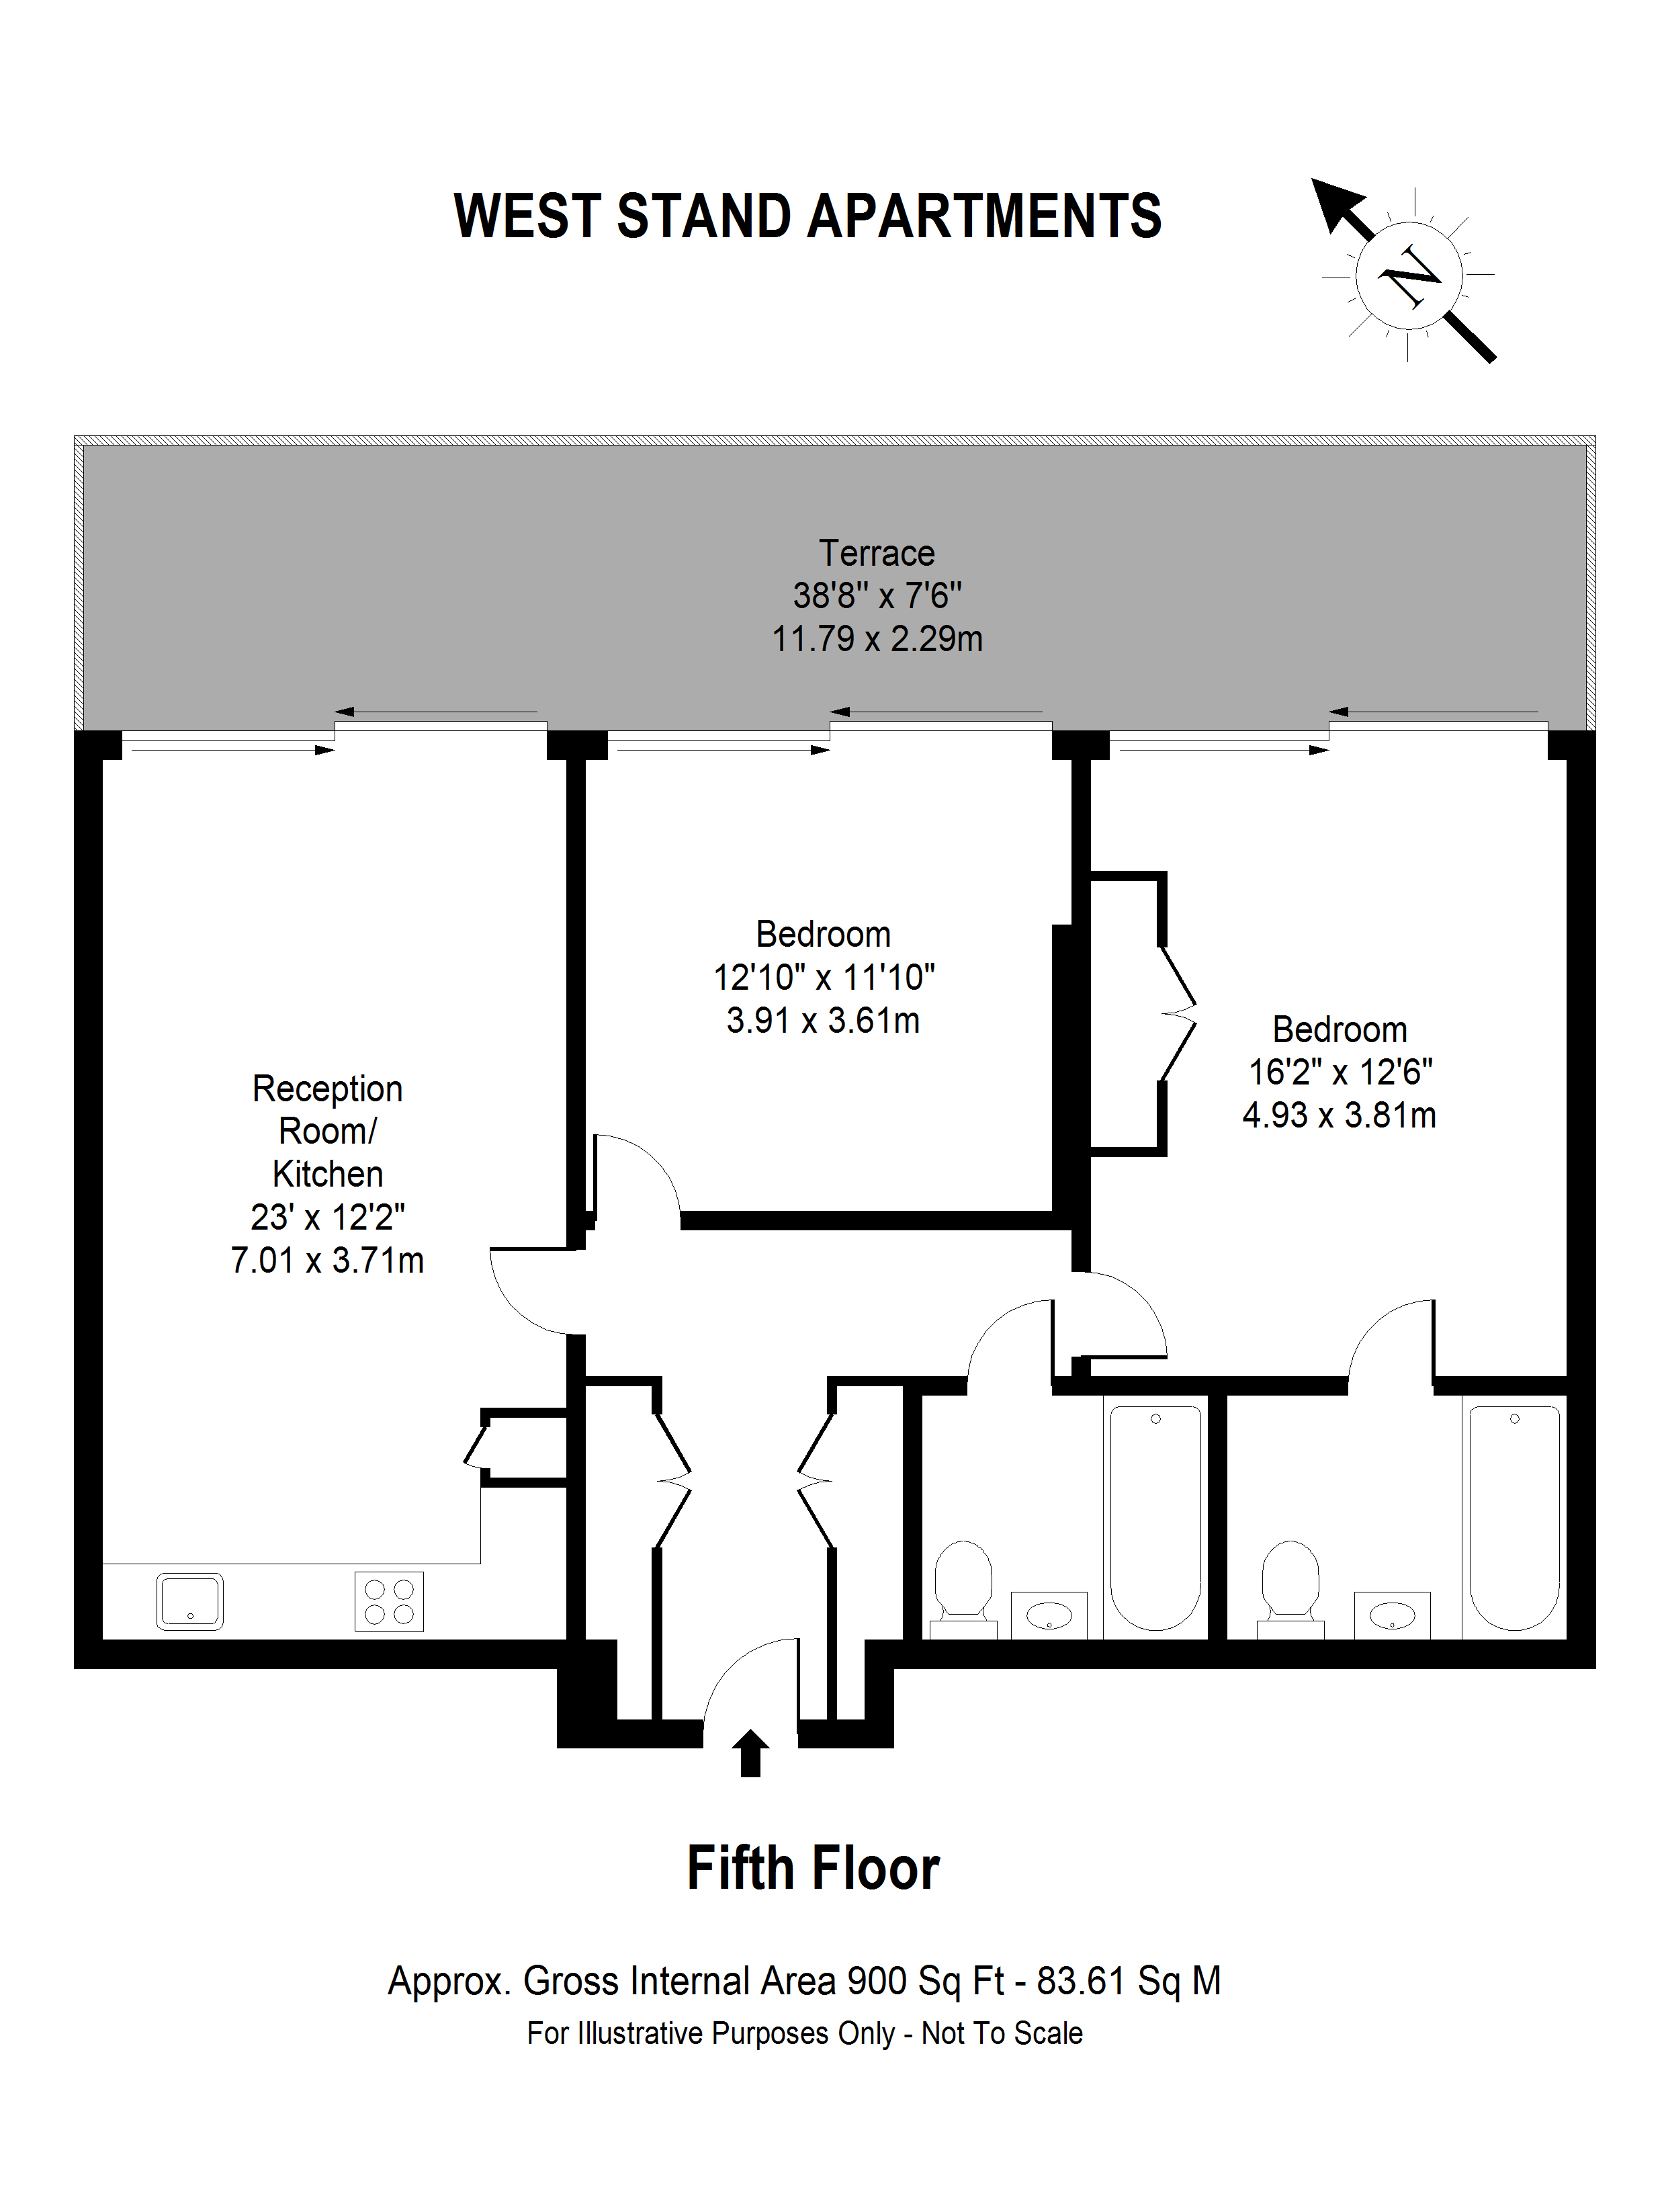 WEST STAND APARTMENTS
N
Terrace
38'8" x 7'6"
11.79 x 2.29m
Bedroom
12'10" x 11'10"
3.91 x 3.61m
Bedroom
16'2" x 12'6"
4.93 x 3.81m
Reception
Room/
Kitchen
23' x 12'2"
7.01 x 3.71m
Fifth Floor
Approx. Gross Internal Area 900 Sq Ft - 83.61 Sq M
For Illustrative Purposes Only - Not To Scale